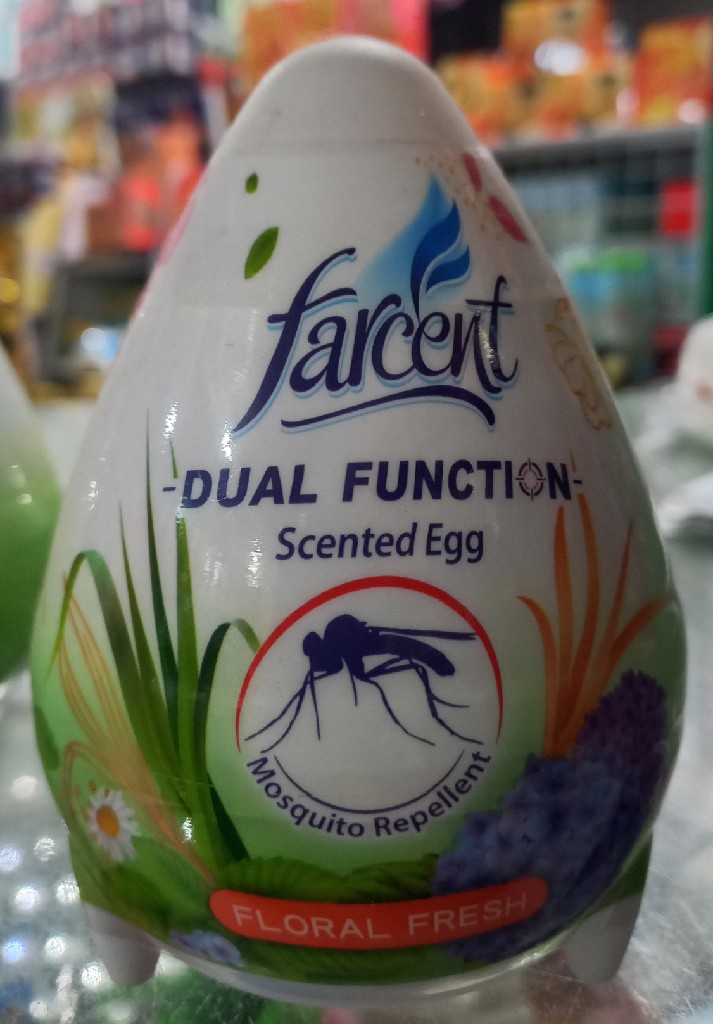 farcent
-DUAL FUNCTION-
Scented Egg
Mosquito Repellent
FLORAL FRESH